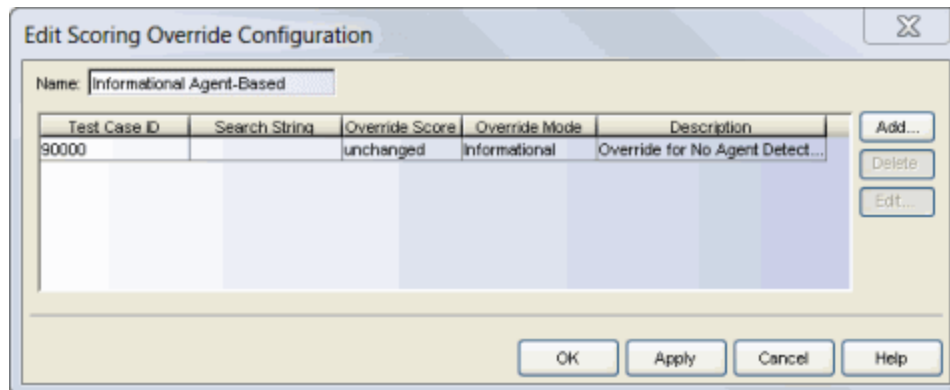 Edit Scoring Override Configuration
Name: Informational Agent-Based
Test Case ID Search String Override Score Override Mode Description
90000 unchanged Informational Override for No Agent Detect...
Add...
Delete
Edit...
OK Apply Cancel Help